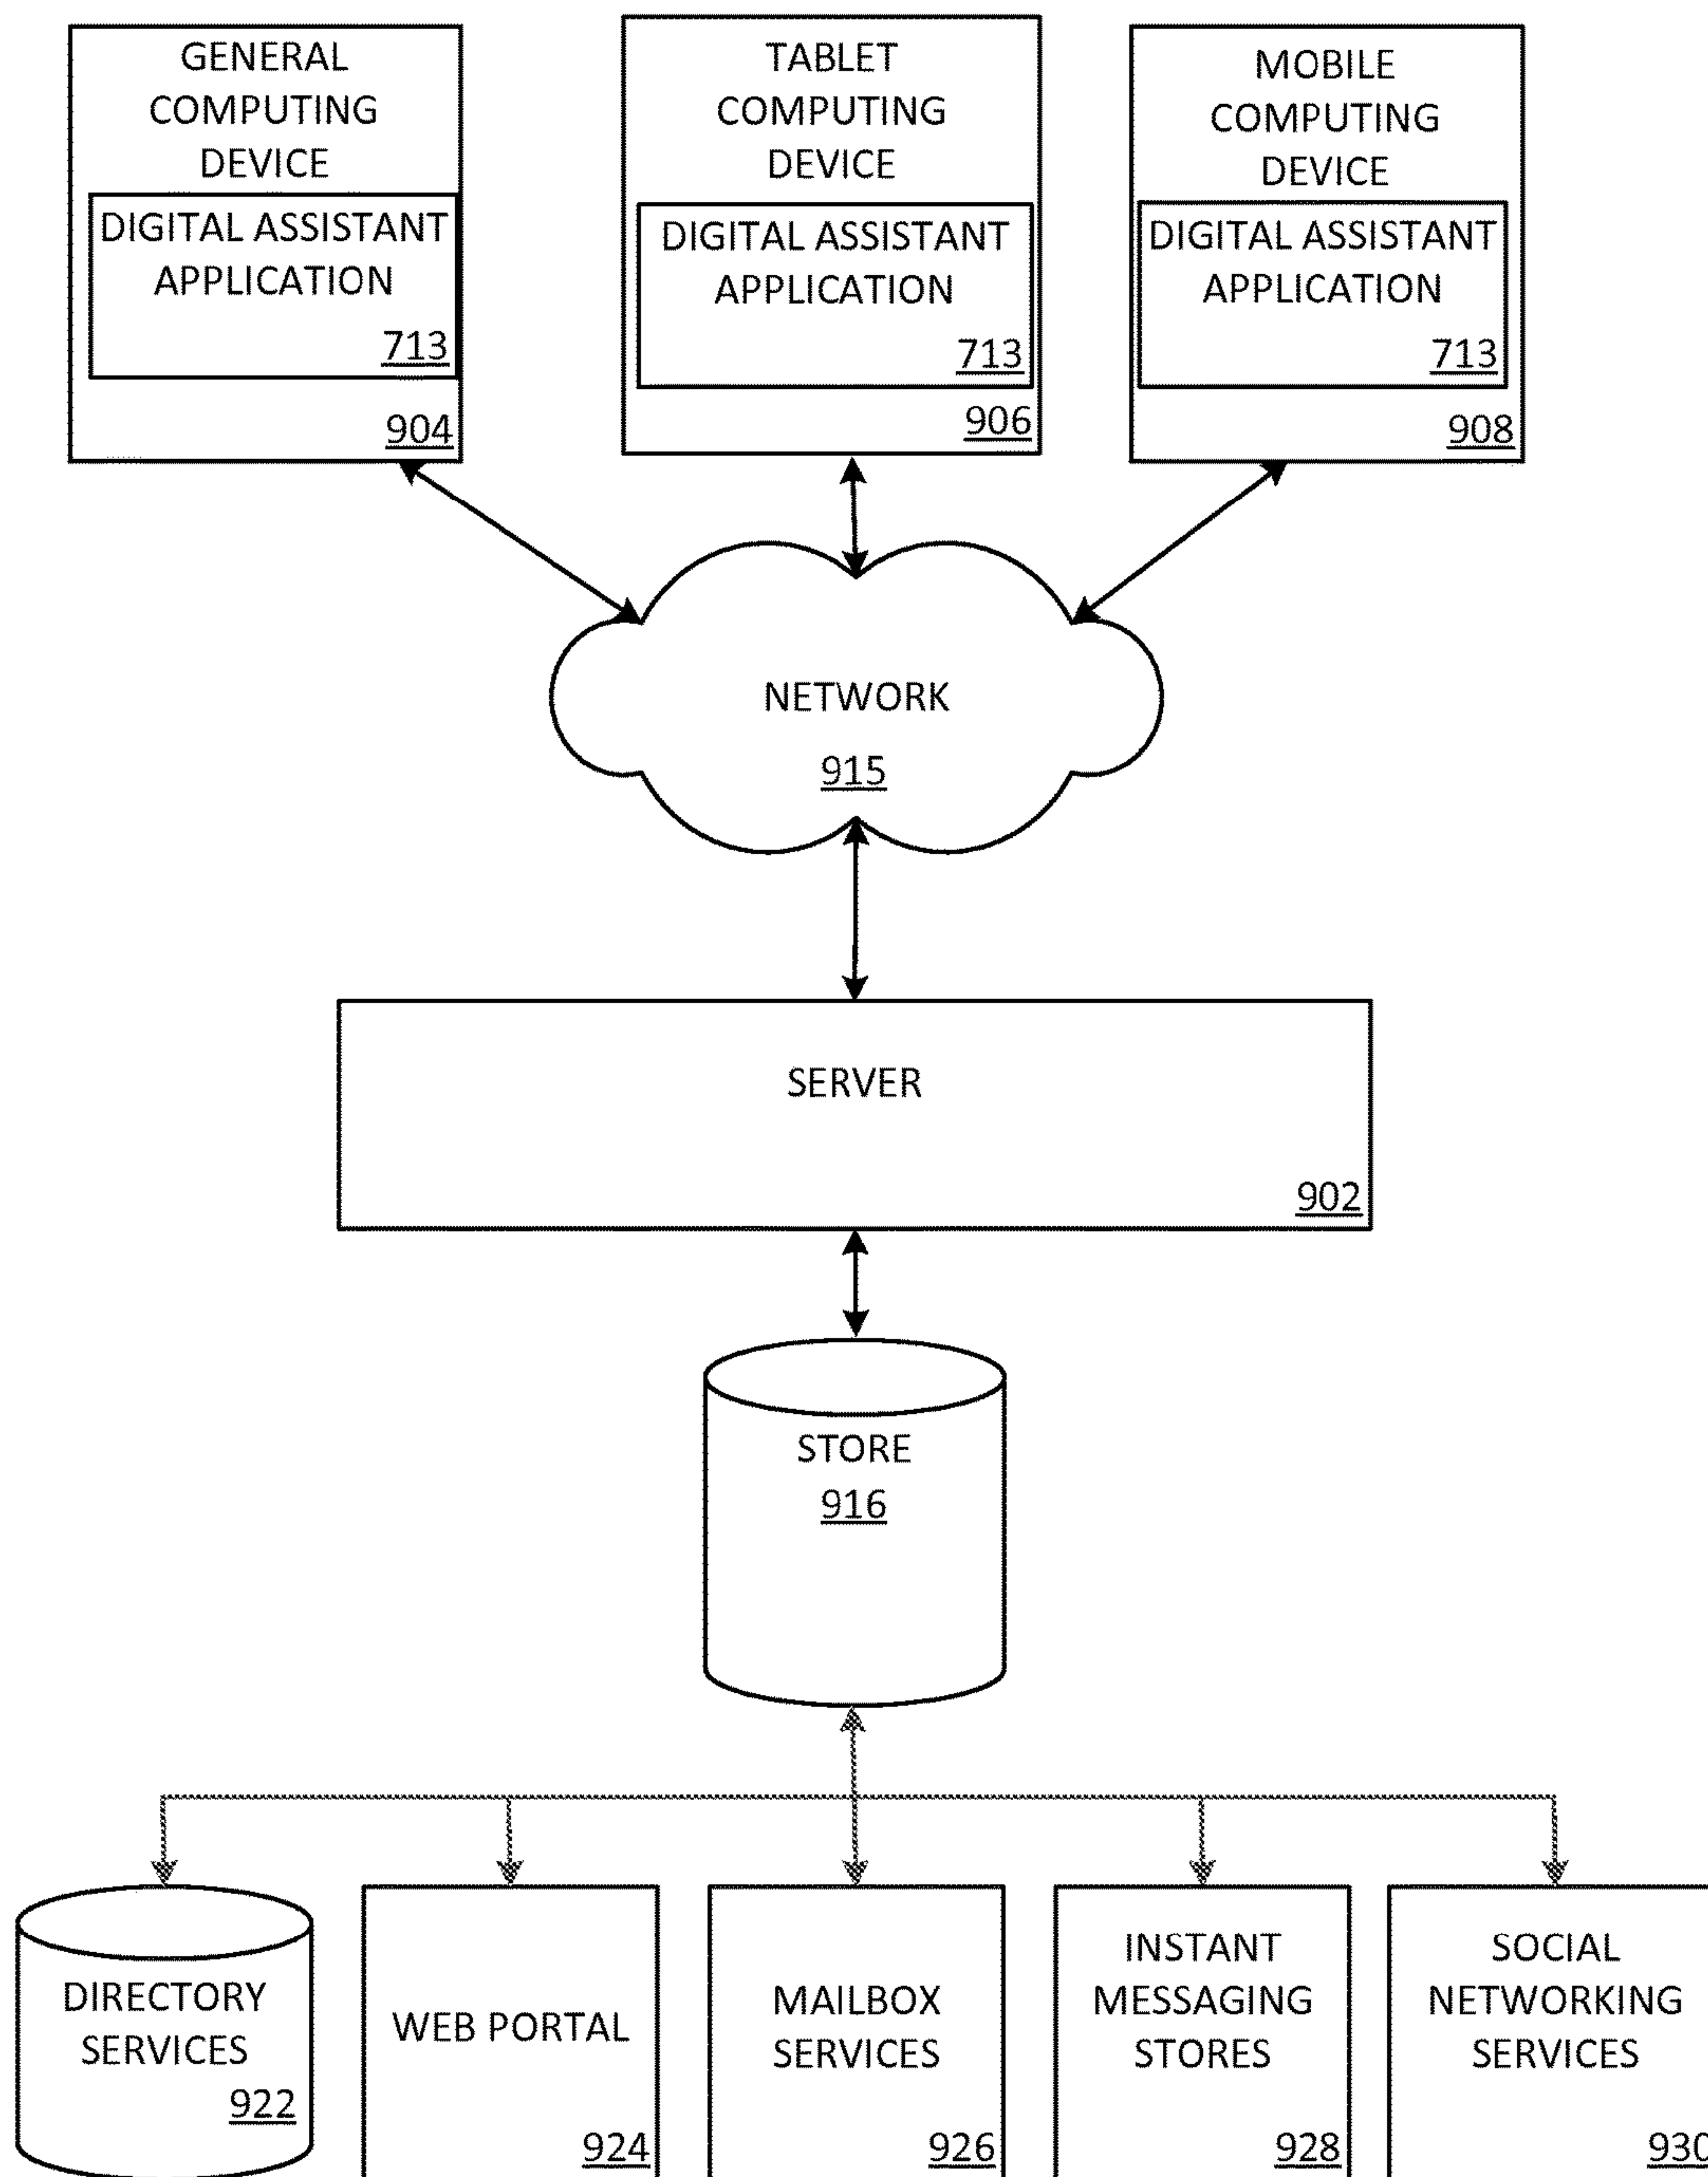 GENERAL
COMPUTING
DEVICE
DIGITAL ASSISTANT
APPLICATION
713
904
TABLET
COMPUTING
DEVICE
DIGITAL ASSISTANT
APPLICATION
713
906
MOBILE
COMPUTING
DEVICE
DIGITAL ASSISTANT
APPLICATION
713
908
NETWORK
915
SERVER
902
STORE
916
DIRECTORY
SERVICES
922
WEB PORTAL
924
MAILBOX
SERVICES
926
INSTANT
MESSAGING
STORES
928
SOCIAL
NETWORKING
SERVICES
930